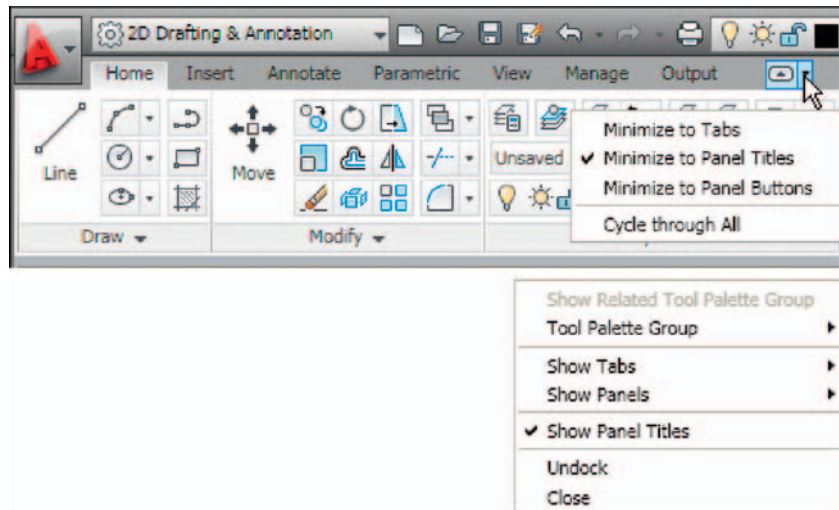 2D Drafting & Annotation
Home Insert Annotate Parametric View Manage Output
Line
Move
Unsaved
Draw
Modify
Minimize to Tabs
Minimize to Panel Titles
Minimize to Panel Buttons
Cycle through All
Show Related Tool Palette Group
Tool Palette Group
Show Tabs
Show Panels
Show Panel Titles
Undock
Close